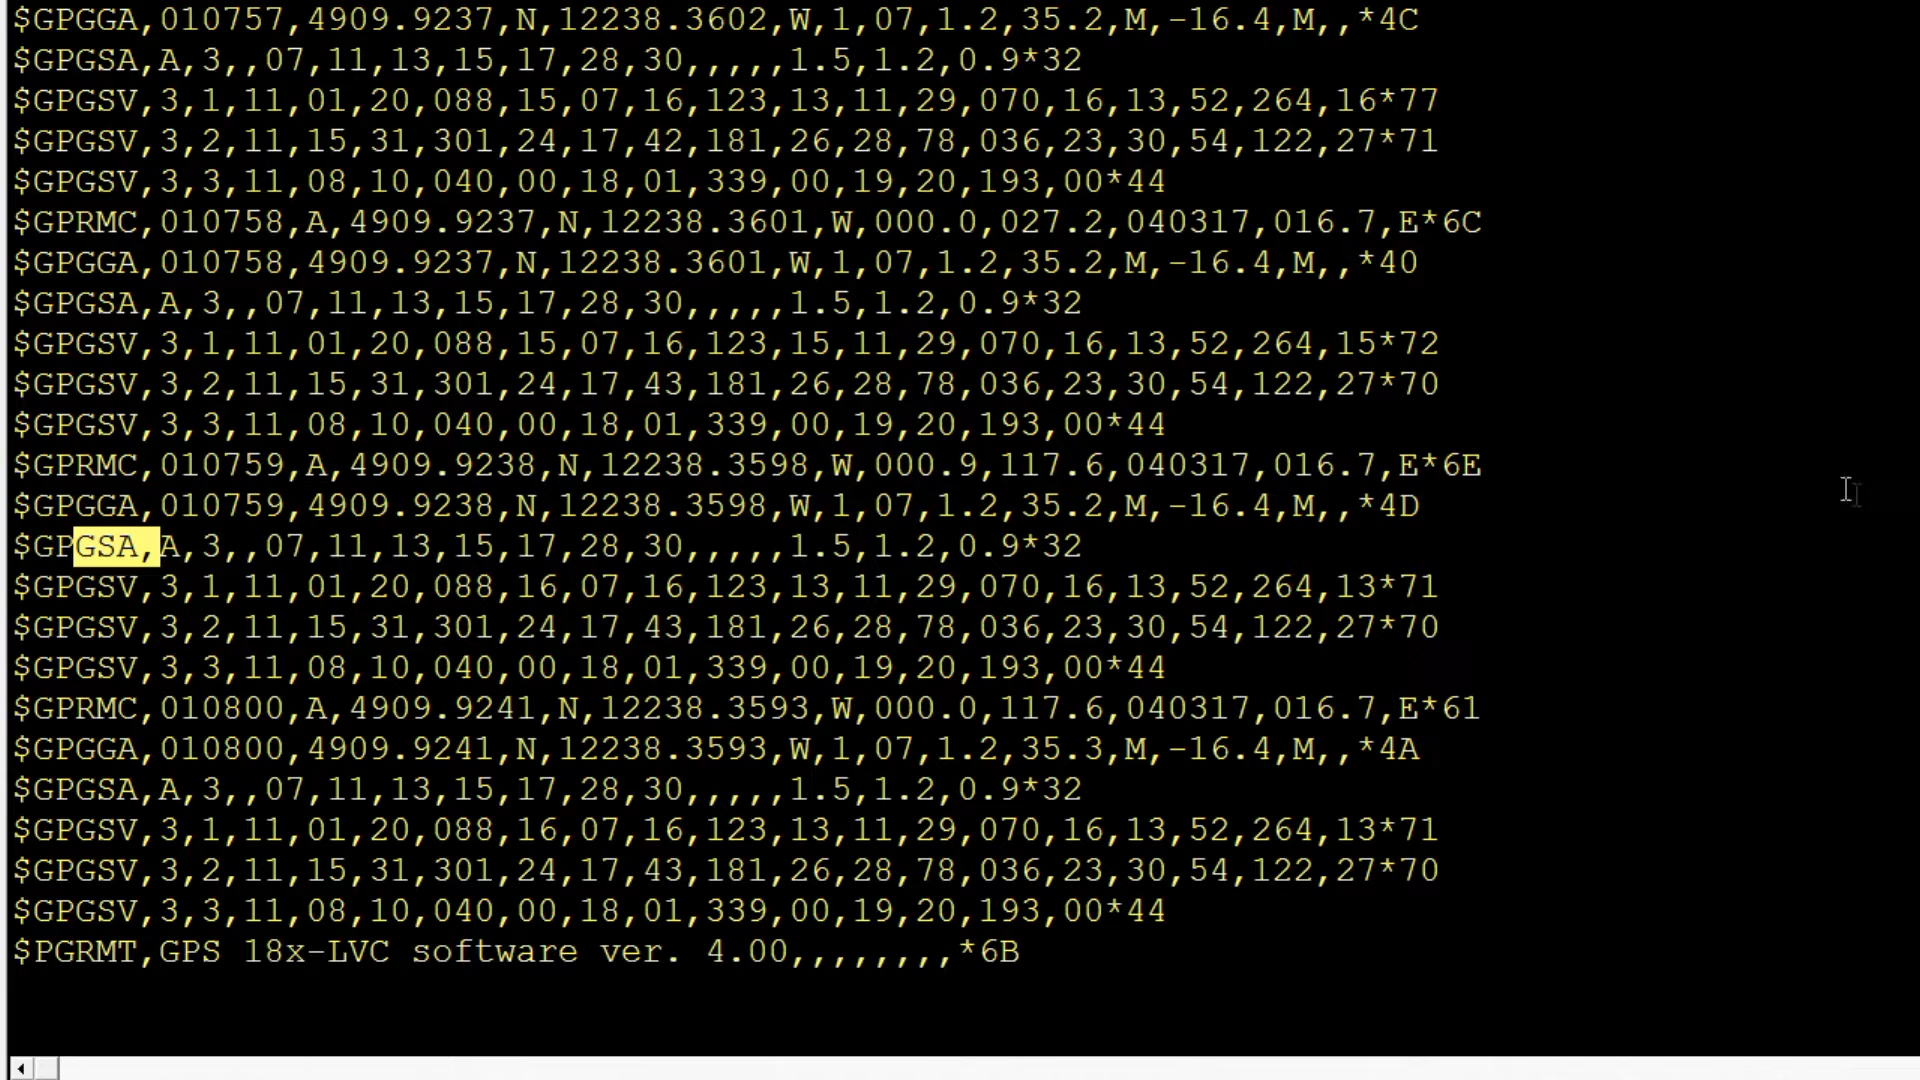 $GPGGA,010757,4909.9237,N,12238.3602,W,1,07,1.2,35.2,M,-16.4,M,,*4C
$GPGSA,A,3,,07,11,13,15,17,28,30,,,,,1.5,1.2,0.9*32
$GPGSV,3,1,11,01,20,088,15,07,16,123,13,11,29,070,16,13,52,264,16*77
$GPGSV,3,2,11,15,31,301,24,17,42,181,26,28,78,036,23,30,54,122,27*71
$GPGSV,3,3,11,08,10,040,00,18,01,339,00,19,20,193,00*44
$GPRMC,010758,A,4909.9237,N,12238.3601,W,000.0,027.2,040317,016.7,E*6C
$GPGGA,010758,4909.9237,N,12238.3601,W,1,07,1.2,35.2,M,-16.4,M,,*40
$GPGSA,A,3,,07,11,13,15,17,28,30,,,,,1.5,1.2,0.9*32
$GPGSV,3,1,11,01,20,088,15,07,16,123,15,11,29,070,16,13,52,264,15*72
$GPGSV,3,2,11,15,31,301,24,17,43,181,26,28,78,036,23,30,54,122,27*70
$GPGSV,3,3,11,08,10,040,00,18,01,339,00,19,20,193,00*44
$GPRMC,010759,A,4909.9238,N,12238.3598,W,000.9,117.6,040317,016.7,E*6E
$GPGGA,010759,4909.9238,N,12238.3598,W,1,07,1.2,35.2,M,-16.4,M,,*4D
$GPGSA,A,3,,07,11,13,15,17,28,30,,,,,1.5,1.2,0.9*32
$GPGSV,3,1,11,01,20,088,16,07,16,123,13,11,29,070,16,13,52,264,13*71
$GPGSV,3,2,11,15,31,301,24,17,43,181,26,28,78,036,23,30,54,122,27*70
$GPGSV,3,3,11,08,10,040,00,18,01,339,00,19,20,193,00*44
$GPRMC,010800,A,4909.9241,N,12238.3593,W,000.0,117.6,040317,016.7,E*61
$GPGGA,010800,4909.9241,N,12238.3593,W,1,07,1.2,35.3,M,-16.4,M,,*4A
$GPGSA,A,3,,07,11,13,15,17,28,30,,,,,1.5,1.2,0.9*32
$GPGSV,3,1,11,01,20,088,16,07,16,123,13,11,29,070,16,13,52,264,13*71
$GPGSV,3,2,11,15,31,301,24,17,43,181,26,28,78,036,23,30,54,122,27*70
$GPGSV,3,3,11,08,10,040,00,18,01,339,00,19,20,193,00*44
$PGRMT,GPS 18x-LVC software ver. 4.00,,,,,,,,*6B